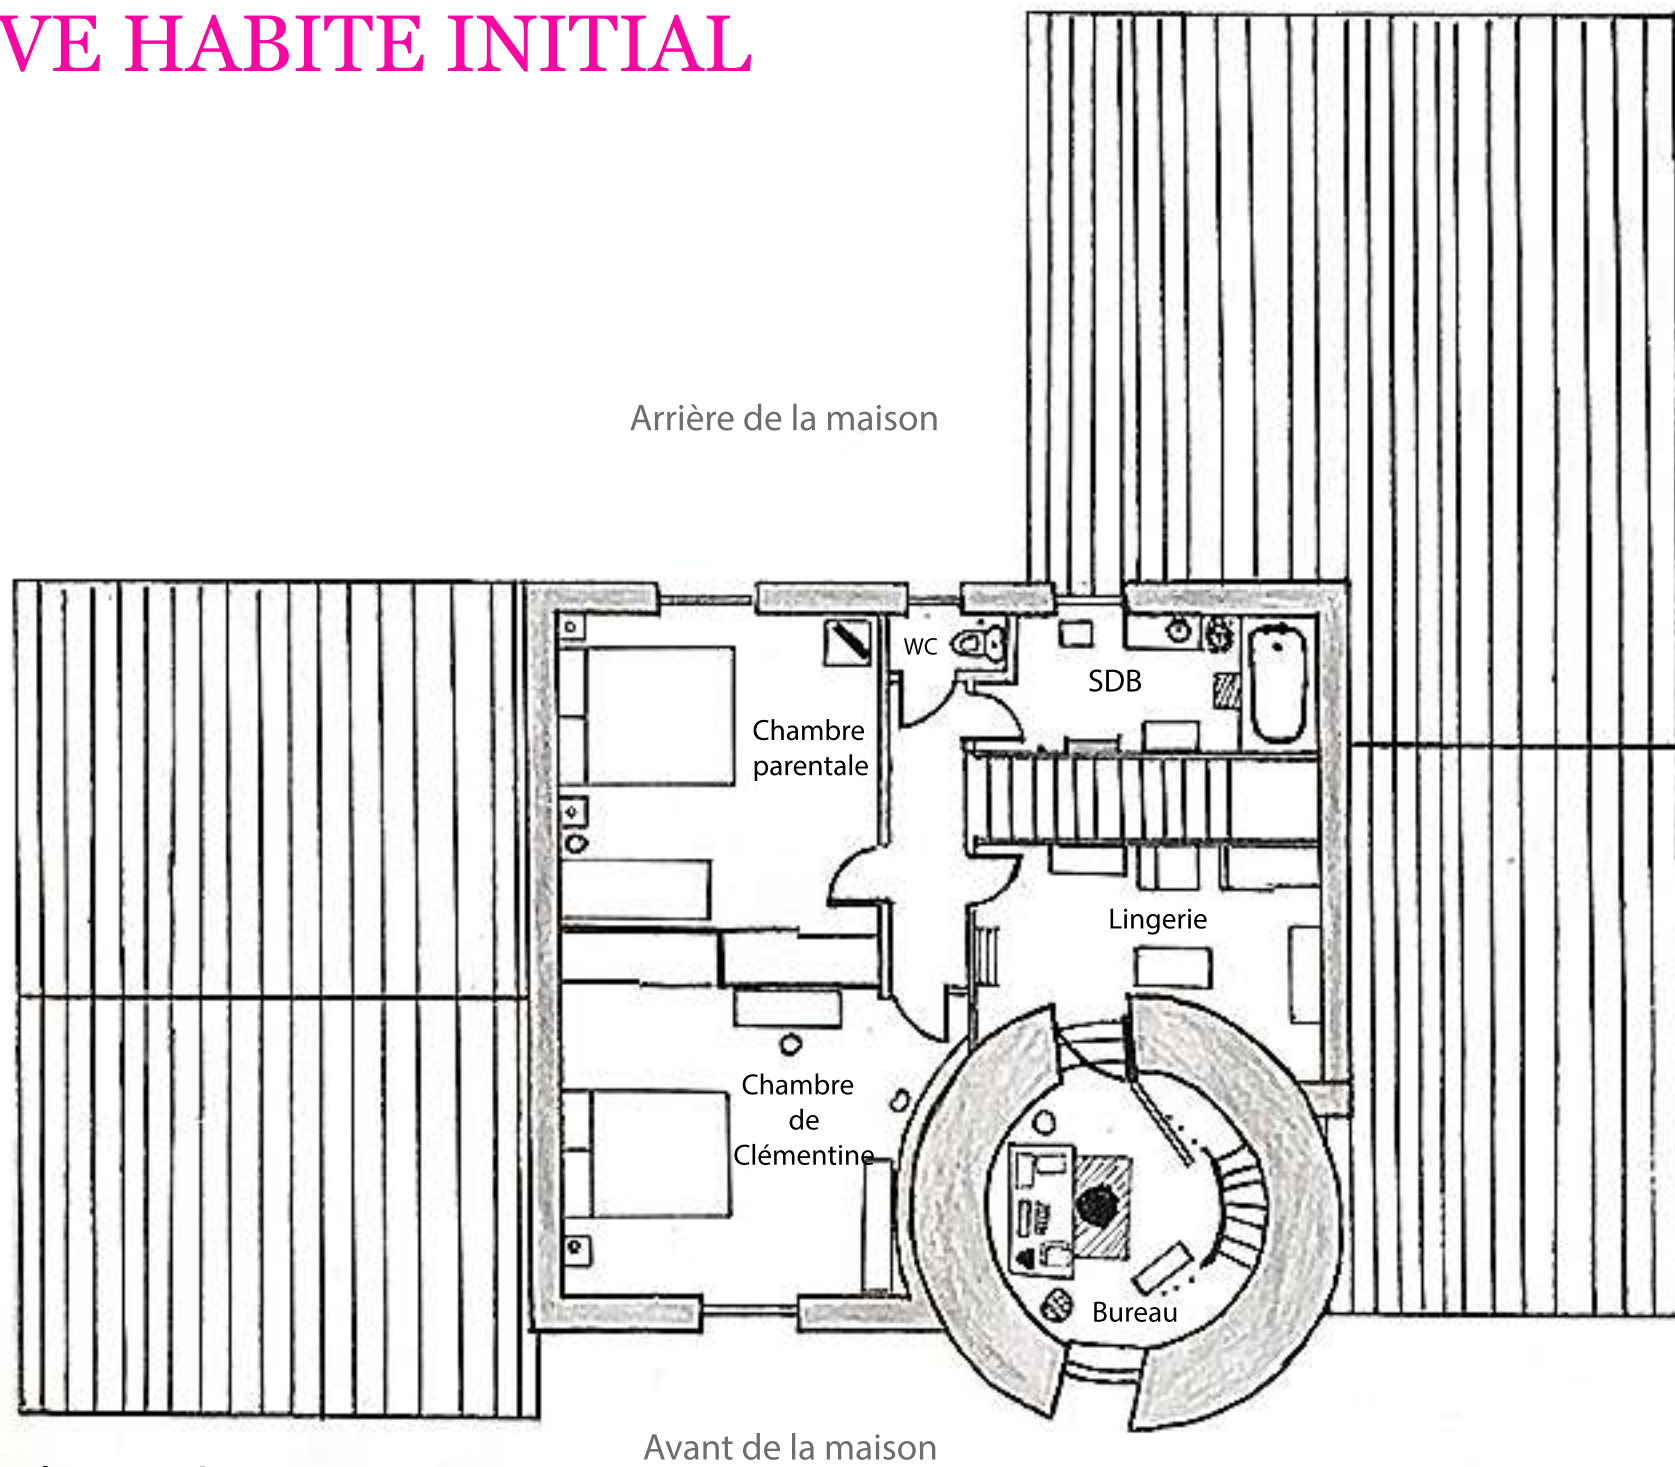 VE HABITE INITIAL
Arrière de la maison
WC
SDB
Chambre
parentale
Lingerie
Chambre
de
Clémentine
Bureau
Avant de la maison